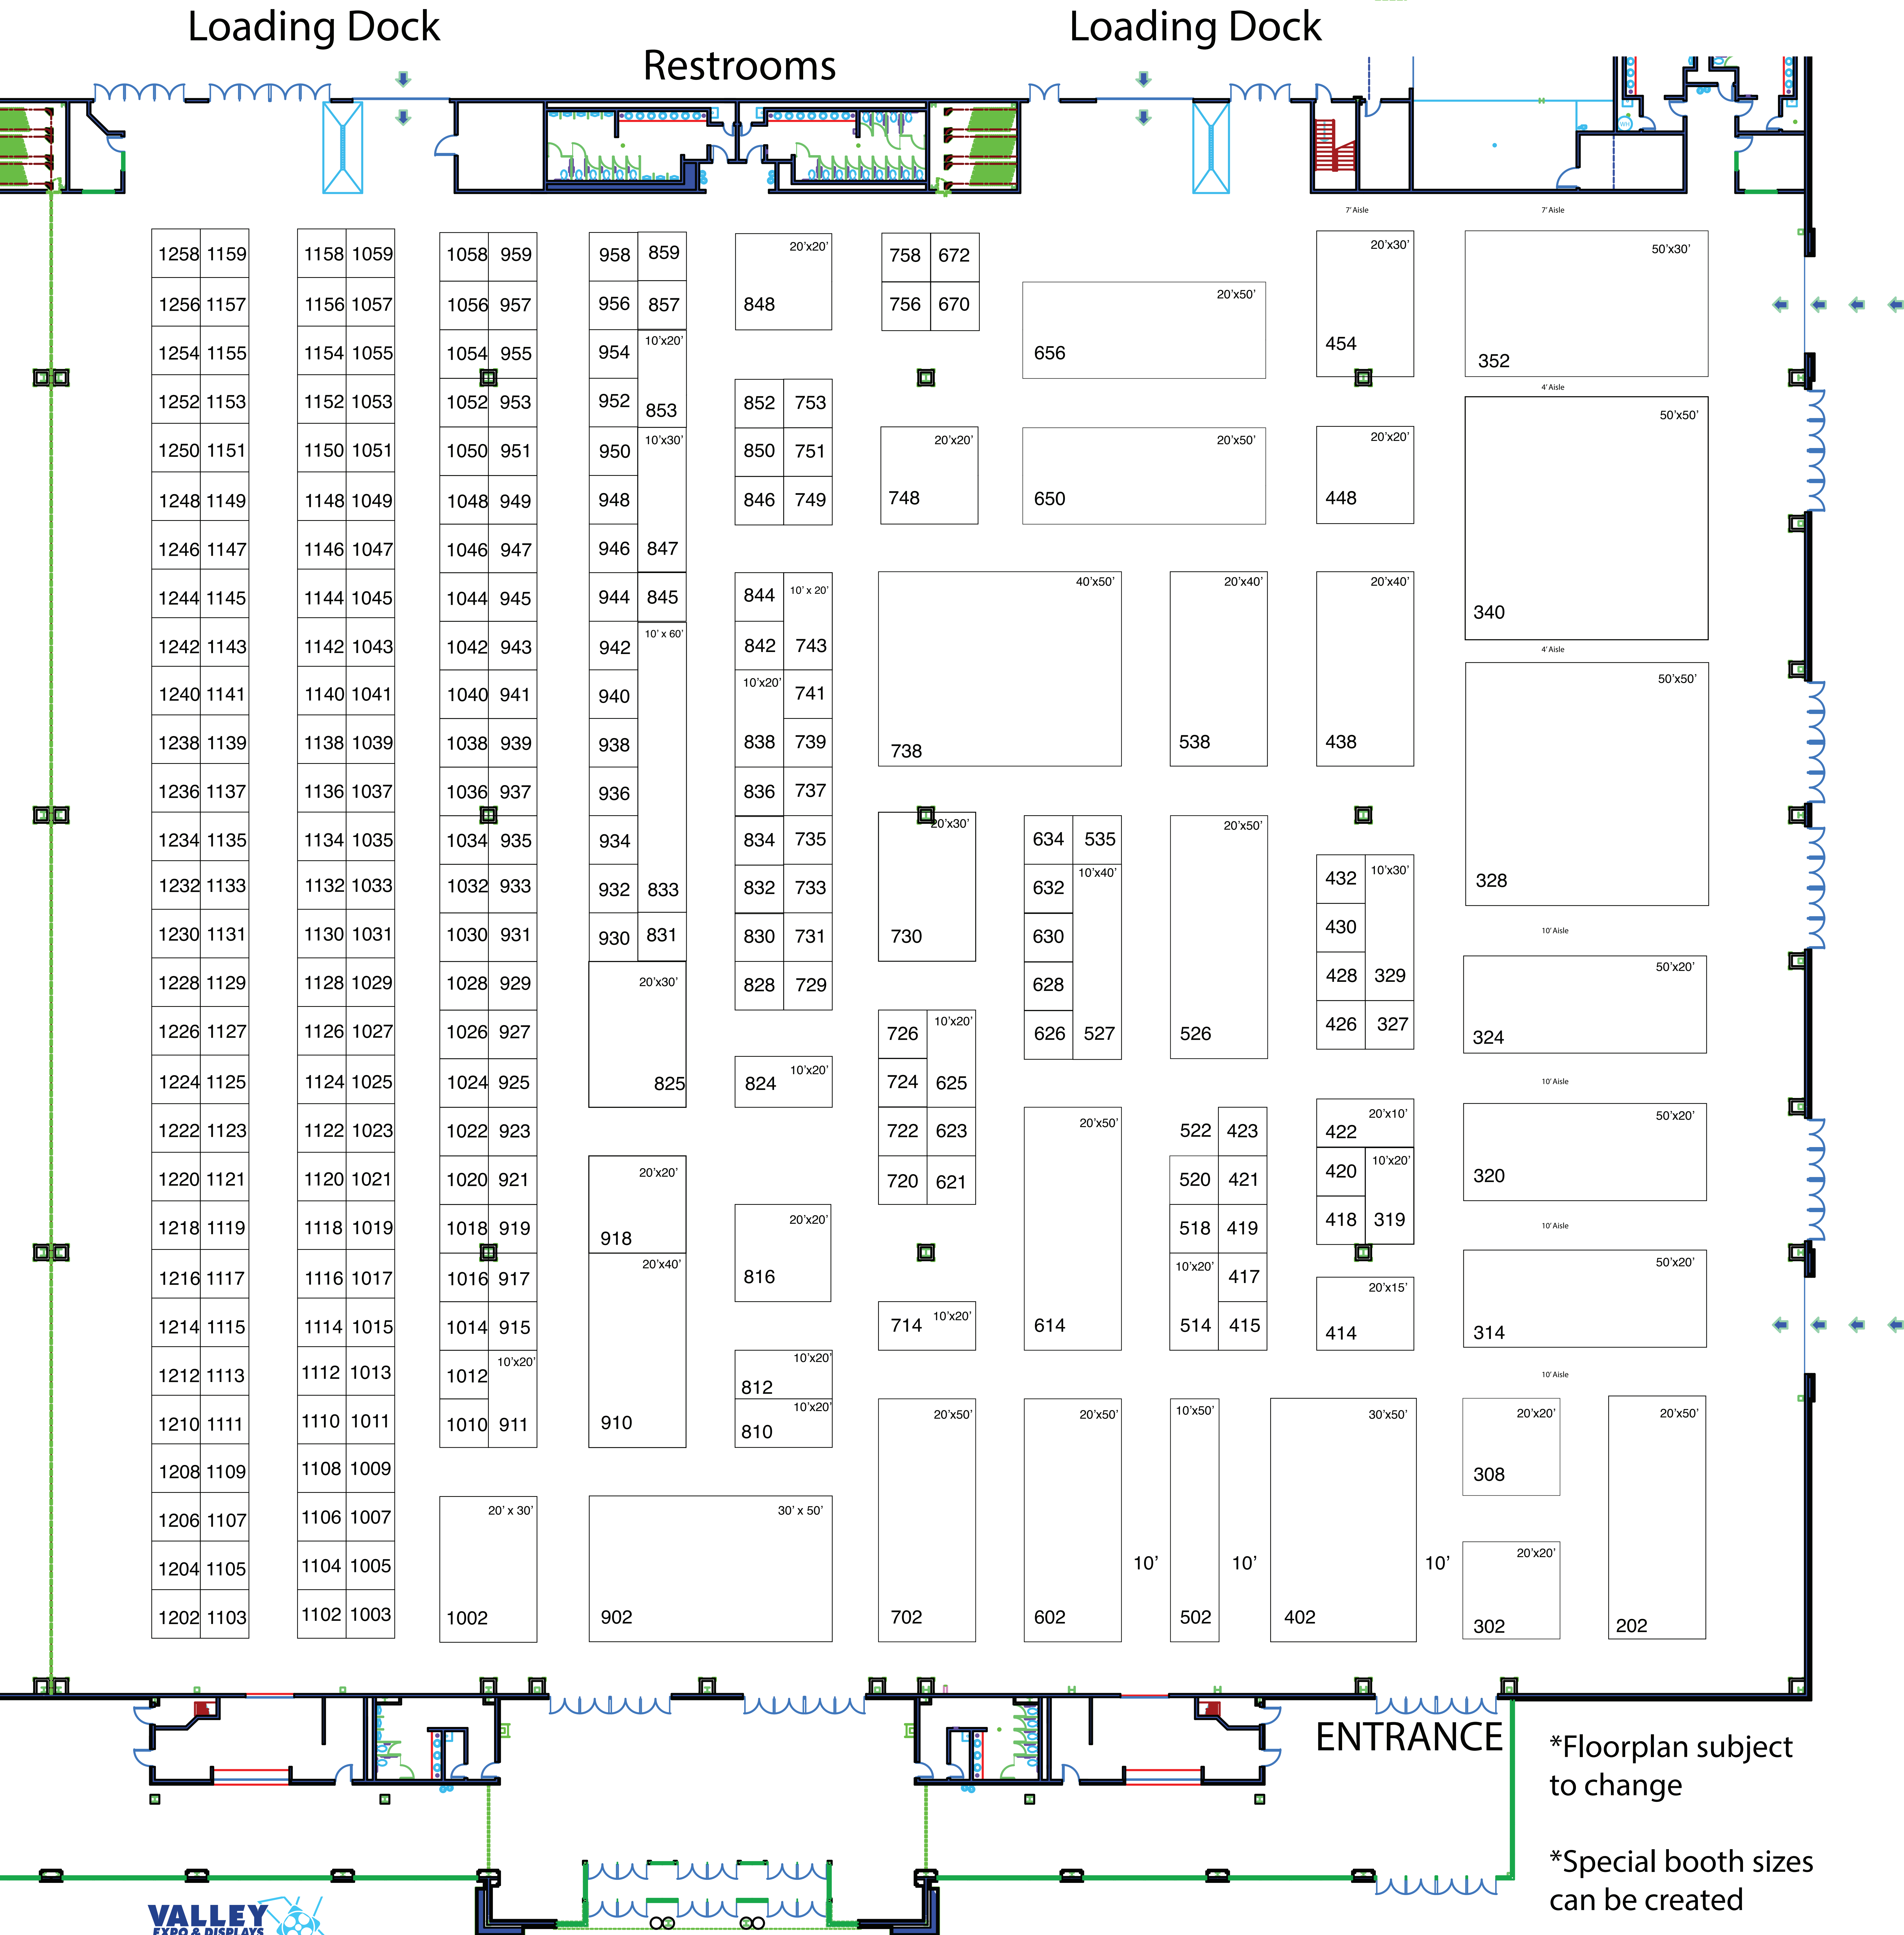 Loading Dock
Loading Dock
Restrooms
7' Aisle
7' Aisle
1258 1159
1256 1157
1254 1155
1252 1153
1250 1151
1248 1149
1246 1147
1244 1145
1242 1143
1240 1141
1238 1139
1236 1137
1234 1135
1232 1133
1230 1131
1228 1129
1226 1127
1224 1125
1222 1123
1220 1121
1218 1119
1216 1117
1214 1115
1212 1113
1210 1111
1208 1109
1206 1107
1204 1105
1202 1103
1158 1059
1156 1057
1154 1055
1152 1053
1150 1051
1148 1049
1146 1047
1144 1045
1142 1043
1140 1041
1138 1039
1136 1037
1134 1035
1132 1033
1130 1031
1128 1029
1126 1027
1124 1025
1122 1023
1120 1021
1118 1019
1116 1017
1114 1015
1112 1013
1110 1011
1108 1009
1106 1007
1104 1005
1102 1003
1058 959
1056 957
1054 955
1052 953
1050 951
1048 949
1046 947
1044 945
1042 943
1040 941
1038 939
1036 937
1034 935
1032 933
1030 931
1028 929
1026 927
1024 925
1022 923
1020 921
1018 919
1016 917
1014 915
10'x20'
1012
1010 911
20' x 30'
1002
958 859
956 857
954 10'x20'
952 853
950 10'x30'
948
946 847
944 845
10' x 60'
942
940
938
936
934
932 833
930 831
20'x30'
825
20'x20'
918
20'x40'
910
30' x 50'
902
20'x20'
848
852 753
850 751
846 749
844 10' x 20'
842 743
10'x20' 741
838 739
836 737
834 735
832 733
830 731
828 729
824 10'x20'
20'x20'
816
10'x20'
812
10'x20'
810
758 672
756 670
20'x20'
748
40'x50'
738
20'x30'
730
726 10'x20'
724 625
722 623
720 621
714 10'x20'
20'x50'
702
20'x50'
656
20'x50'
650
634 535
632 10'x40'
630
628
626 527
20'x50'
614
20'x50'
602
10'
20'x40'
538
20'x50'
526
522 423
520 421
518 419
10'x20' 417
514 415
10'x50'
502
10'
20'x30'
454
20'x20'
448
20'x40'
438
432 10'x30'
430
428 329
426 327
20'x10'
422
420 10'x20'
418 319
20'x15'
414
30'x50'
402
10'
50'x30'
352
4' Aisle
50'x50'
340
4' Aisle
50'x50'
328
10' Aisle
50'x20'
324
10' Aisle
50'x20'
320
10' Aisle
50'x20'
314
10' Aisle
20'x20'
308
20'x20'
302
20'x50'
202
ENTRANCE
*Floorplan subject
to change
*Special booth sizes
can be created
VALLEY
EXPO & DISPLAYS